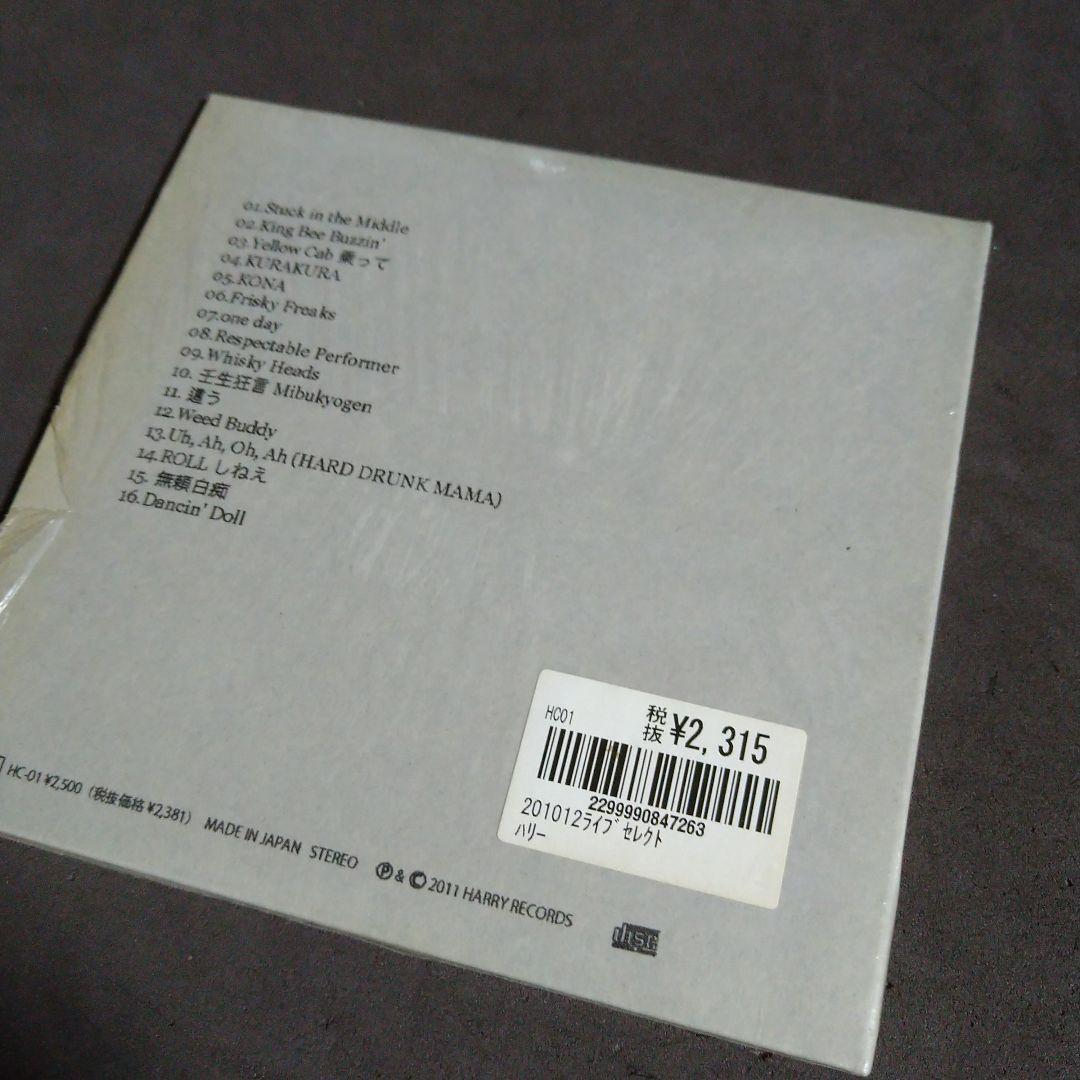 01.Stuck in the Middle
02.King Bee Buzzin'
03.Yellow Cab 乗って
04.KURAKURA
05.KONA
06.Frisky Freaks
07.one day
08.Respectable Performer
09.Whisky Heads
10. 壬生狂言 Mibukyogen
11. 違う
12.Weed Buddy
13.Uh, Ah, Oh, Ah (HARD DRUNK MAMA)
14.ROLL しねえ
15. 無頼白痴
16.Dancin' Doll
HC01
税抜 ¥2,315
2299990847263
201012ライブセレクト
ハリー
HC-01 ¥2,500 (税抜価格 ¥2,381) MADE IN JAPAN STEREO Ⓟ & © 2011 HARRY RECORDS
disc